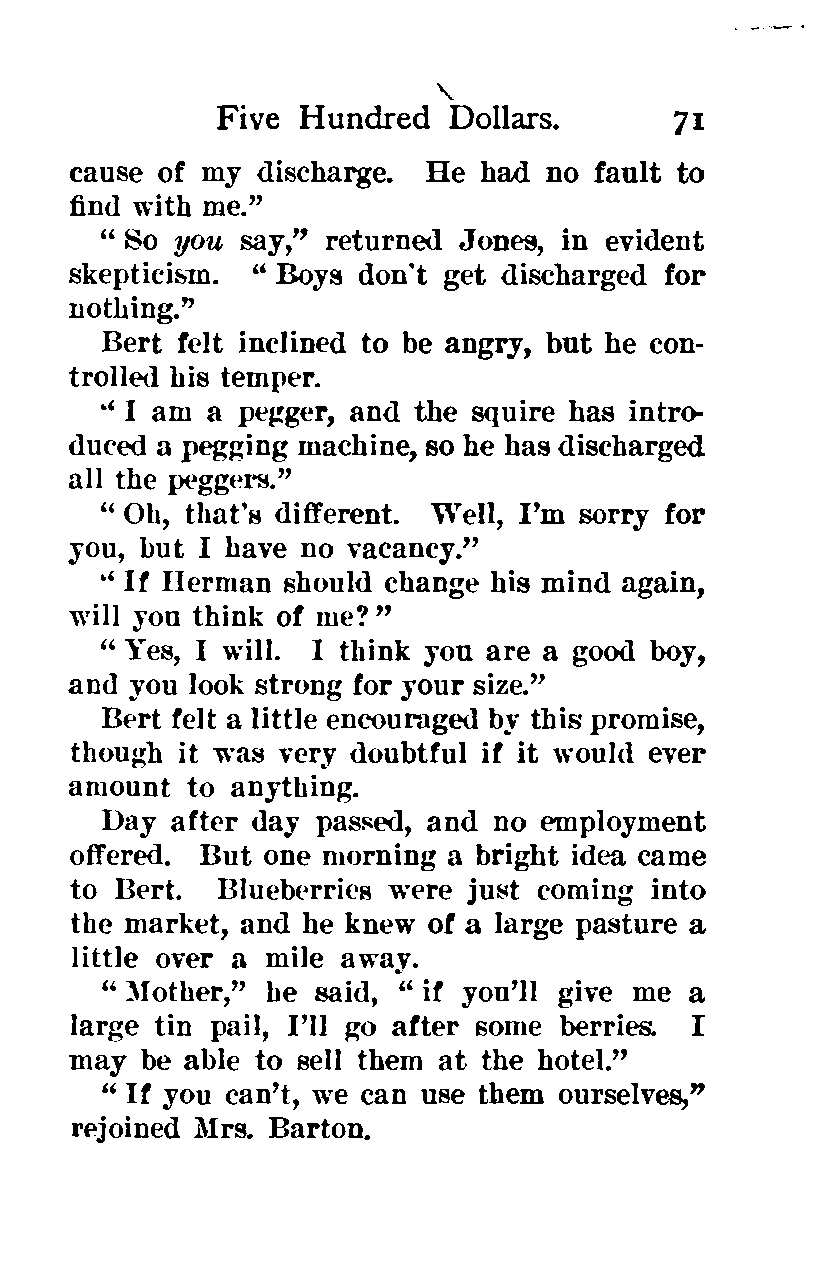 Five Hundred Dollars. 71
cause of my discharge. He had no fault to
find with me.”
“ So you say,” returned Jones, in evident
skepticism. “ Boys don't get discharged for
nothing.”
Bert felt inclined to be angry, but he con-
trolled his temper.
“ I am a pegger, and the squire has intro-
duced a pegging machine, so he has discharged
all the peggers.”
“ Oh, that’s different. Well, I’m sorry for
you, but I have no vacancy.”
“ If Herman should change his mind again,
will you think of me? ”
“ Yes, I will. I think you are a good boy,
and you look strong for your size.”
Bert felt a little encouraged by this promise,
though it was very doubtful if it would ever
amount to anything.
Day after day passed, and no employment
offered. But one morning a bright idea came
to Bert. Blueberries were just coming into
the market, and he knew of a large pasture a
little over a mile away.
“ Mother,” he said, “ if you’ll give me a
large tin pail, I’ll go after some berries. I
may be able to sell them at the hotel.”
“ If you can’t, we can use them ourselves,”
rejoined Mrs. Barton.